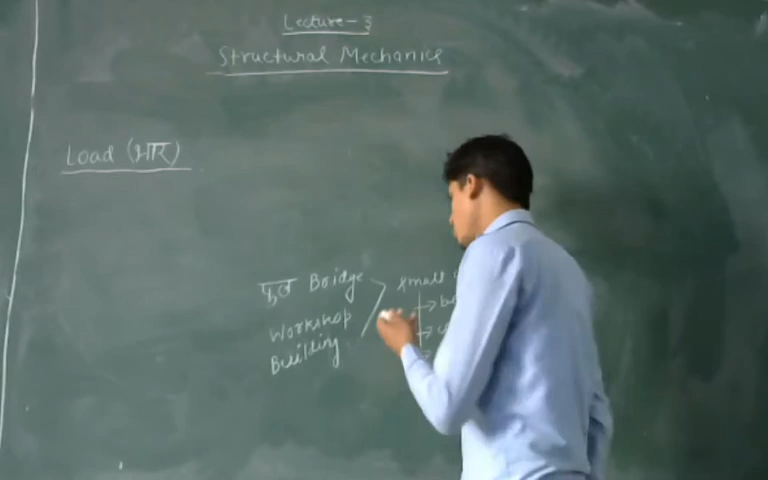 Lecture-3
Structural Mechanics
Load (भार)
पुल Bridge
small
Workshop
Building